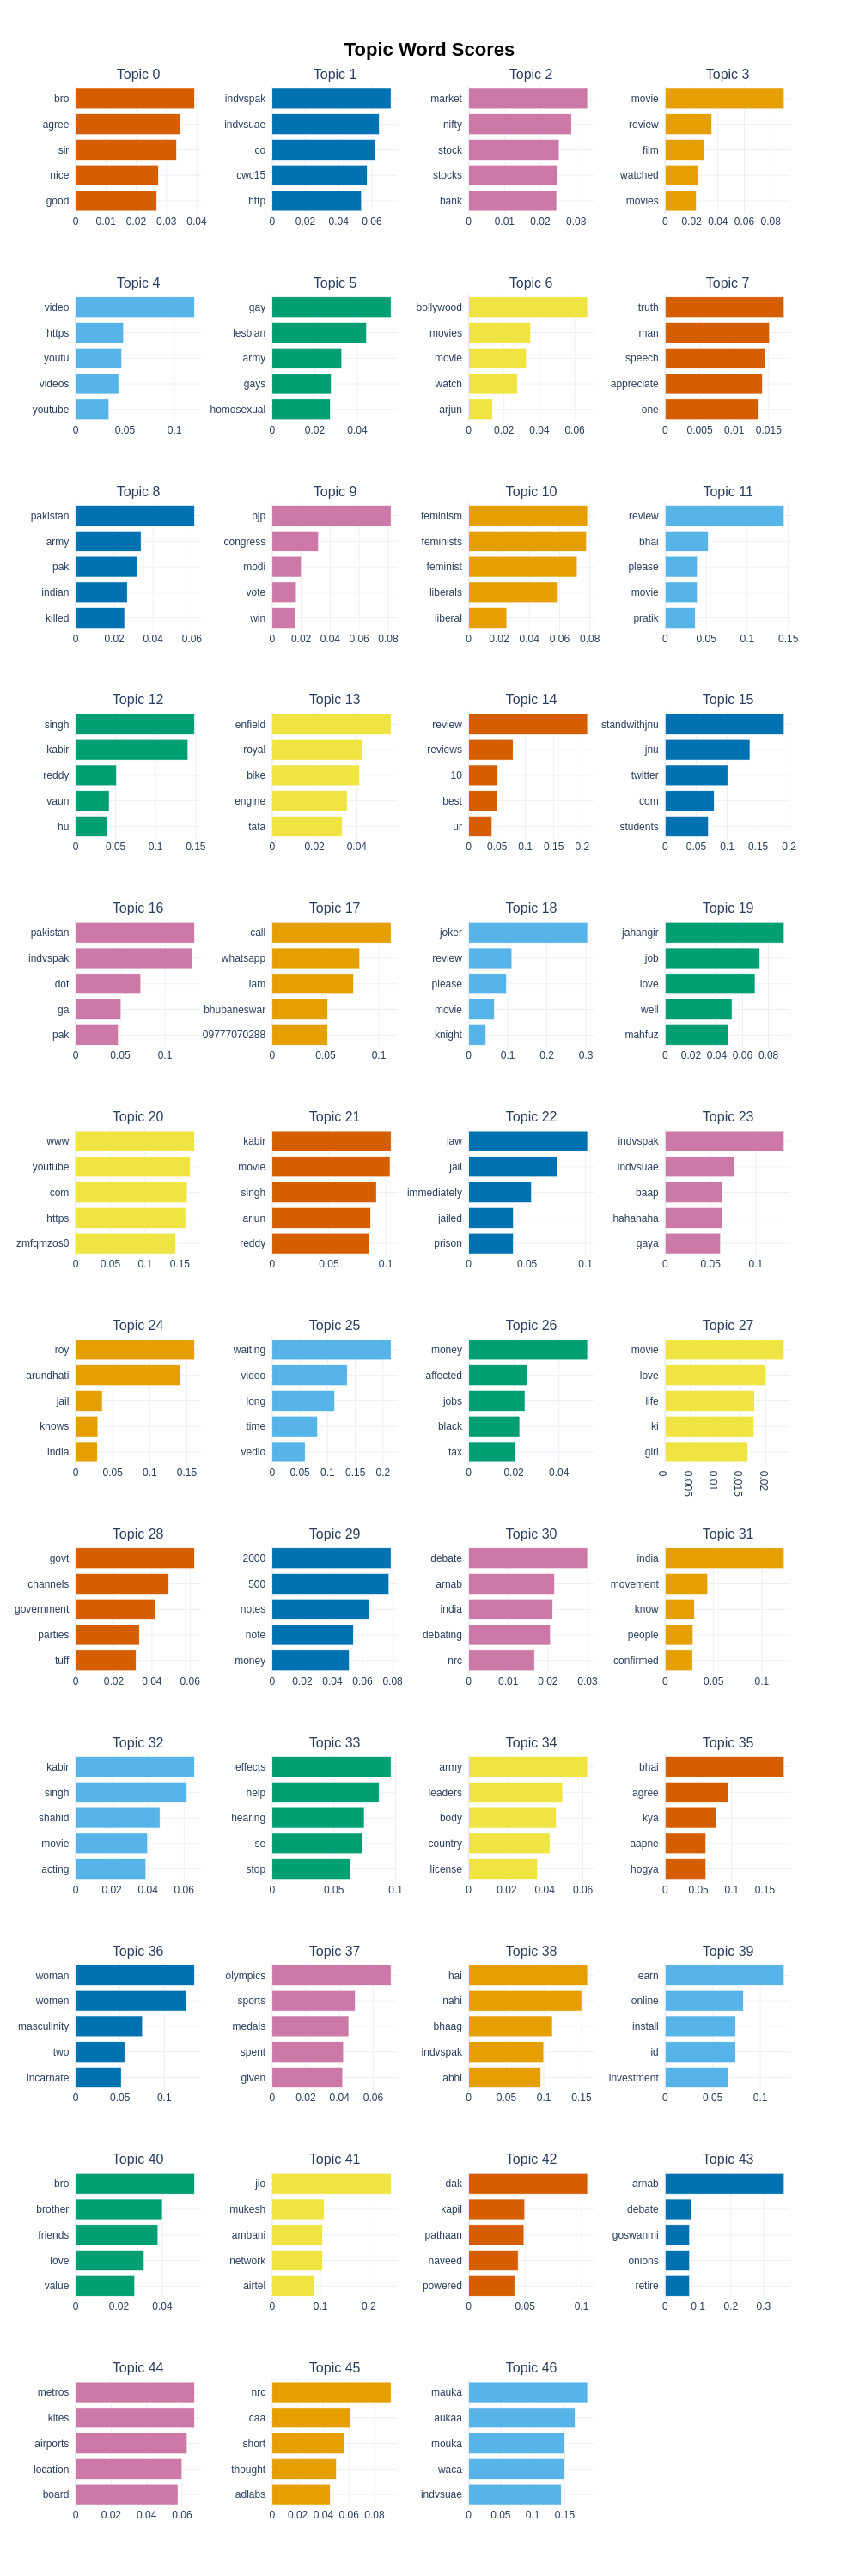 Topic Word Scores
Topic 0 Topic 1 Topic 2 Topic 3
bro indvspak market movie
agree indvsuae nifty review
sir co stock film
nice cwc15 stocks watched
good http bank movies
0 0.01 0.02 0.03 0.04 0 0.02 0.04 0.06 0 0.01 0.02 0.03 0 0.02 0.04 0.06 0.08
Topic 4 Topic 5 Topic 6 Topic 7
video gay bollywood truth
https lesbian movies man
youtu army movie speech
videos gays watch appreciate
youtube homosexual arjun one
0 0.05 0.1 0 0.02 0.04 0 0.02 0.04 0.06 0 0.005 0.01 0.015
Topic 8 Topic 9 Topic 10 Topic 11
pakistan bjp feminism review
army congress feminists bhai
pak modi feminist please
indian vote liberals movie
killed win liberal pratik
0 0.02 0.04 0.06 0 0.02 0.04 0.06 0.08 0 0.02 0.04 0.06 0.08 0 0.05 0.1 0.15
Topic 12 Topic 13 Topic 14 Topic 15
singh enfield review standwithjnu
kabir royal reviews jnu
reddy bike 10 twitter
vaun engine best com
hu tata ur students
0 0.05 0.1 0.15 0 0.02 0.04 0 0.05 0.1 0.15 0.2 0 0.05 0.1 0.15 0.2
Topic 16 Topic 17 Topic 18 Topic 19
pakistan call joker jahangir
indvspak whatsapp review job
dot iam please love
ga bhubaneswar movie well
pak 09777070288 knight mahfuz
0 0.05 0.1 0 0.05 0.1 0 0.1 0.2 0.3 0 0.02 0.04 0.06 0.08
Topic 20 Topic 21 Topic 22 Topic 23
www kabir law indvspak
youtube movie jail indvsuae
com singh immediately baap
https arjun jailed hahahaha
zmfqmzos0 reddy prison gaya
0 0.05 0.1 0.15 0 0.05 0.1 0 0.05 0.1 0 0.05 0.1
Topic 24 Topic 25 Topic 26 Topic 27
roy waiting money movie
arundhati video affected love
jail long jobs life
knows time black ki
india vedio tax girl
0 0.05 0.1 0.15 0 0.05 0.1 0.15 0.2 0 0.02 0.04 0 0.005 0.01 0.015 0.02
Topic 28 Topic 29 Topic 30 Topic 31
govt 2000 debate india
channels 500 arnab movement
government notes india know
parties note debating people
tuff money nrc confirmed
0 0.02 0.04 0.06 0 0.02 0.04 0.06 0.08 0 0.01 0.02 0.03 0 0.05 0.1
Topic 32 Topic 33 Topic 34 Topic 35
kabir effects army bhai
singh help leaders agree
shahid hearing body kya
movie se country aapne
acting stop license hogya
0 0.02 0.04 0.06 0 0.05 0.1 0 0.02 0.04 0.06 0 0.05 0.1 0.15
Topic 36 Topic 37 Topic 38 Topic 39
woman olympics hai earn
women sports nahi online
masculinity medals bhaag install
two spent indvspak id
incarnate given abhi investment
0 0.05 0.1 0 0.02 0.04 0.06 0 0.05 0.1 0.15 0 0.05 0.1
Topic 40 Topic 41 Topic 42 Topic 43
bro jio dak arnab
brother mukesh kapil debate
friends ambani pathaan goswanmi
love network naveed onions
value airtel powered retire
0 0.02 0.04 0 0.1 0.2 0 0.05 0.1 0 0.1 0.2 0.3
Topic 44 Topic 45 Topic 46
metros nrc mauka
kites caa aukaa
airports short mouka
location thought waca
board adlabs indvsuae
0 0.02 0.04 0.06 0 0.02 0.04 0.06 0.08 0 0.05 0.1 0.15